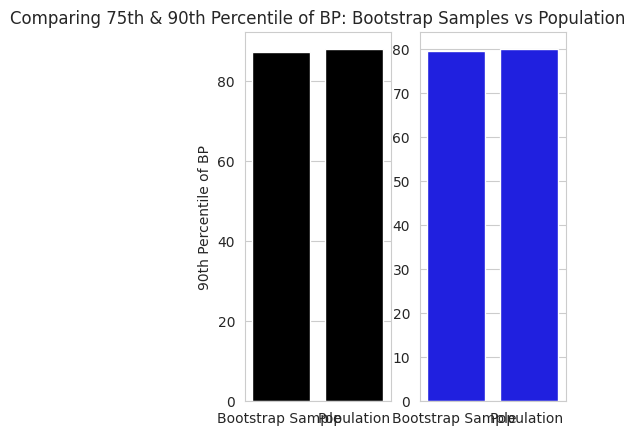 Comparing 75th & 90th Percentile of BP: Bootstrap Samples vs Population
90th Percentile of BP
80
60
40
20
0
Bootstrap Sample
Population
80
70
60
50
40
30
20
10
0
Bootstrap Sample
Population